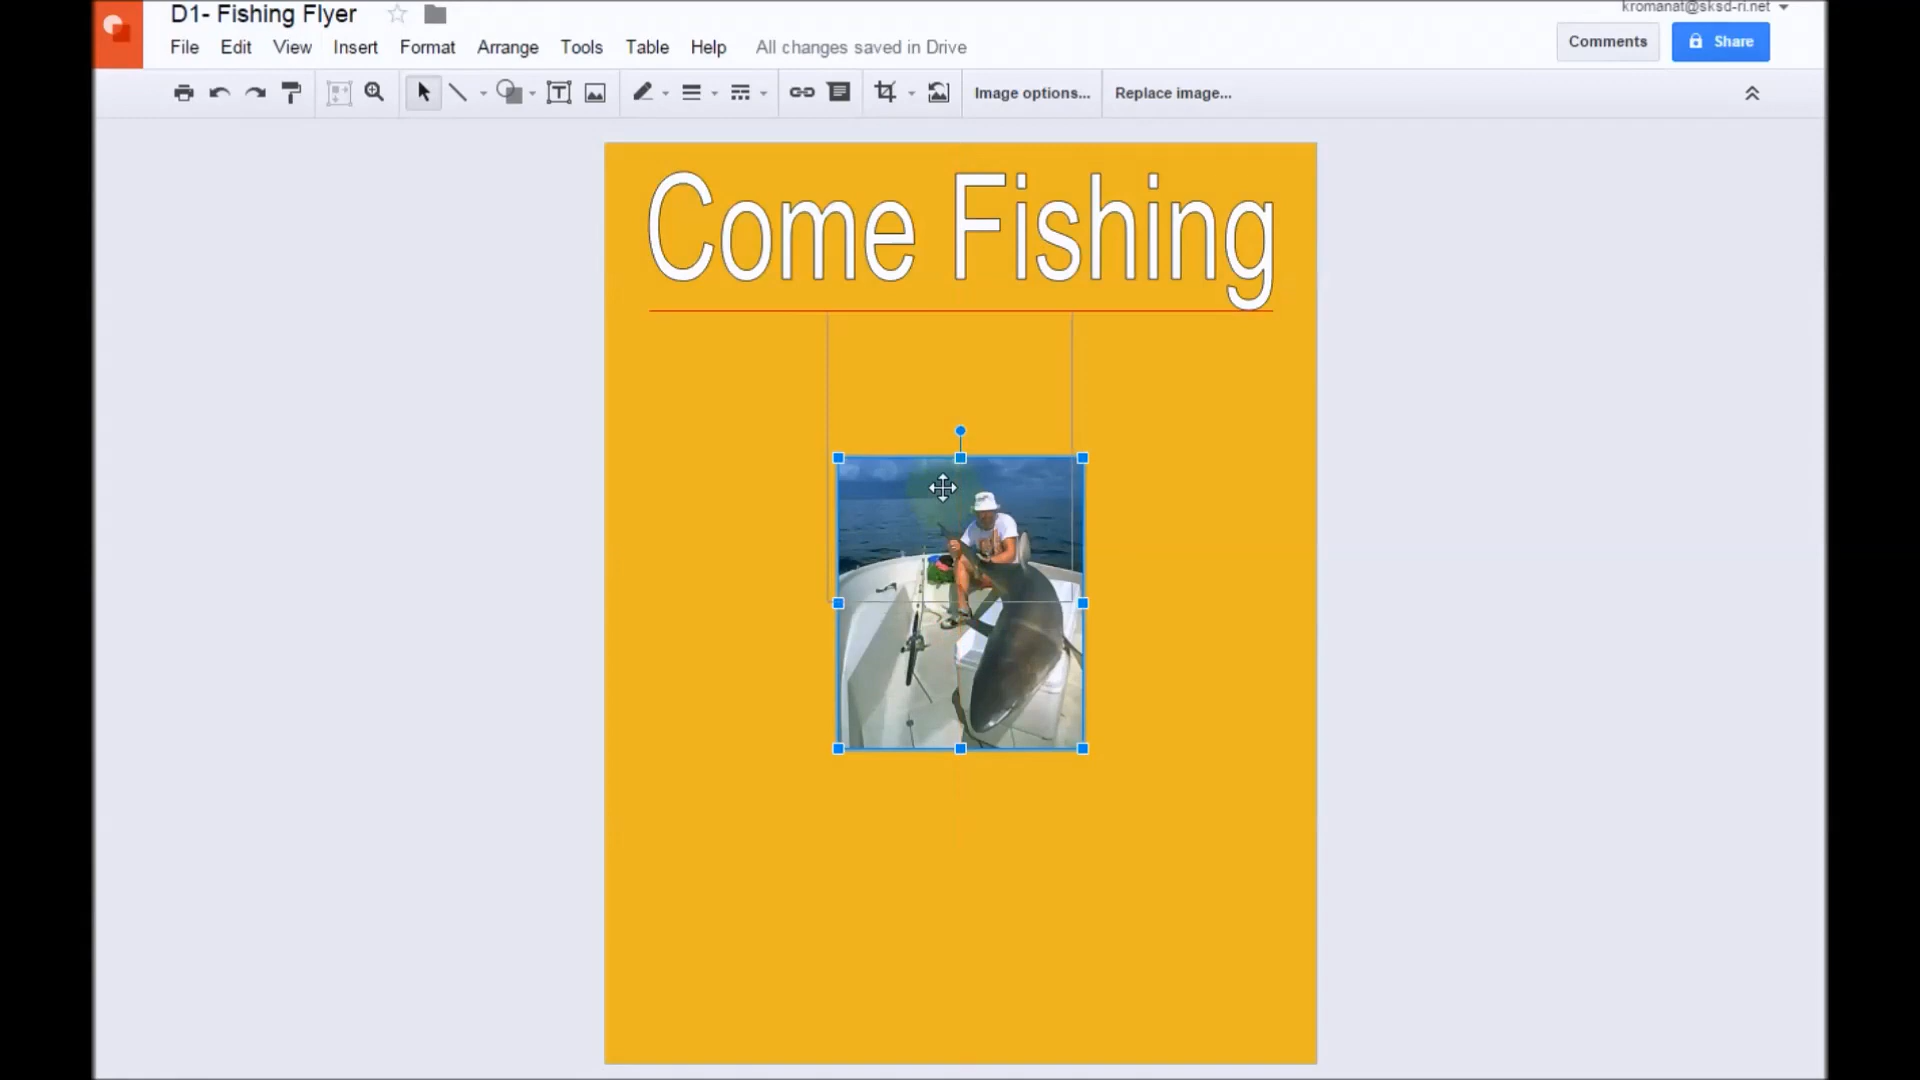 D1- Fishing Flyer
kromanat@sksd-ri.net
File Edit View Insert Format Arrange Tools Table Help All changes saved in Drive
Comments Share
Image options... Replace image...
Come Fishing